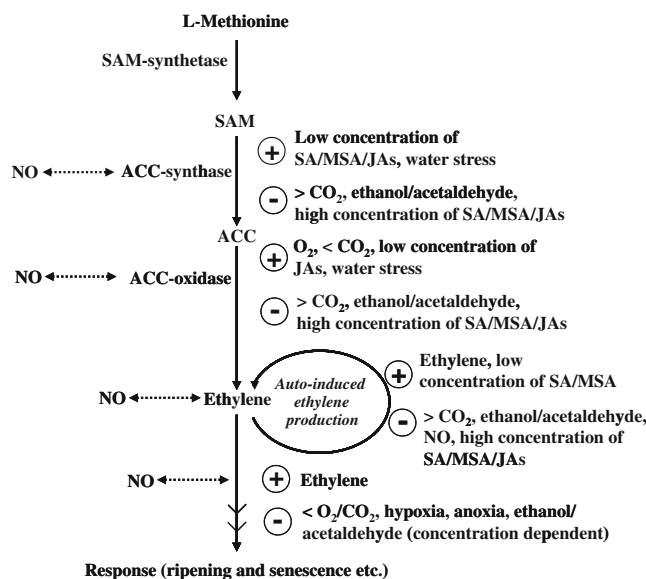 L-Methionine
SAM-synthetase
SAM
+ Low concentration of
SA/MSA/JAs, water stress
NO ACC-synthase
- > CO₂, ethanol/acetaldehyde,
high concentration of SA/MSA/JAs
ACC
+ O₂, < CO₂, low concentration of
JAs, water stress
NO ACC-oxidase
- > CO₂, ethanol/acetaldehyde,
high concentration of SA/MSA/JAs
+ Ethylene, low
concentration of SA/MSA
NO Ethylene
Auto-induced
ethylene
production
- > CO₂, ethanol/acetaldehyde,
NO, high concentration of
SA/MSA/JAs
NO
+ Ethylene
- < O₂/CO₂, hypoxia, anoxia, ethanol/
acetaldehyde (concentration dependent)
Response (ripening and senescence etc.)